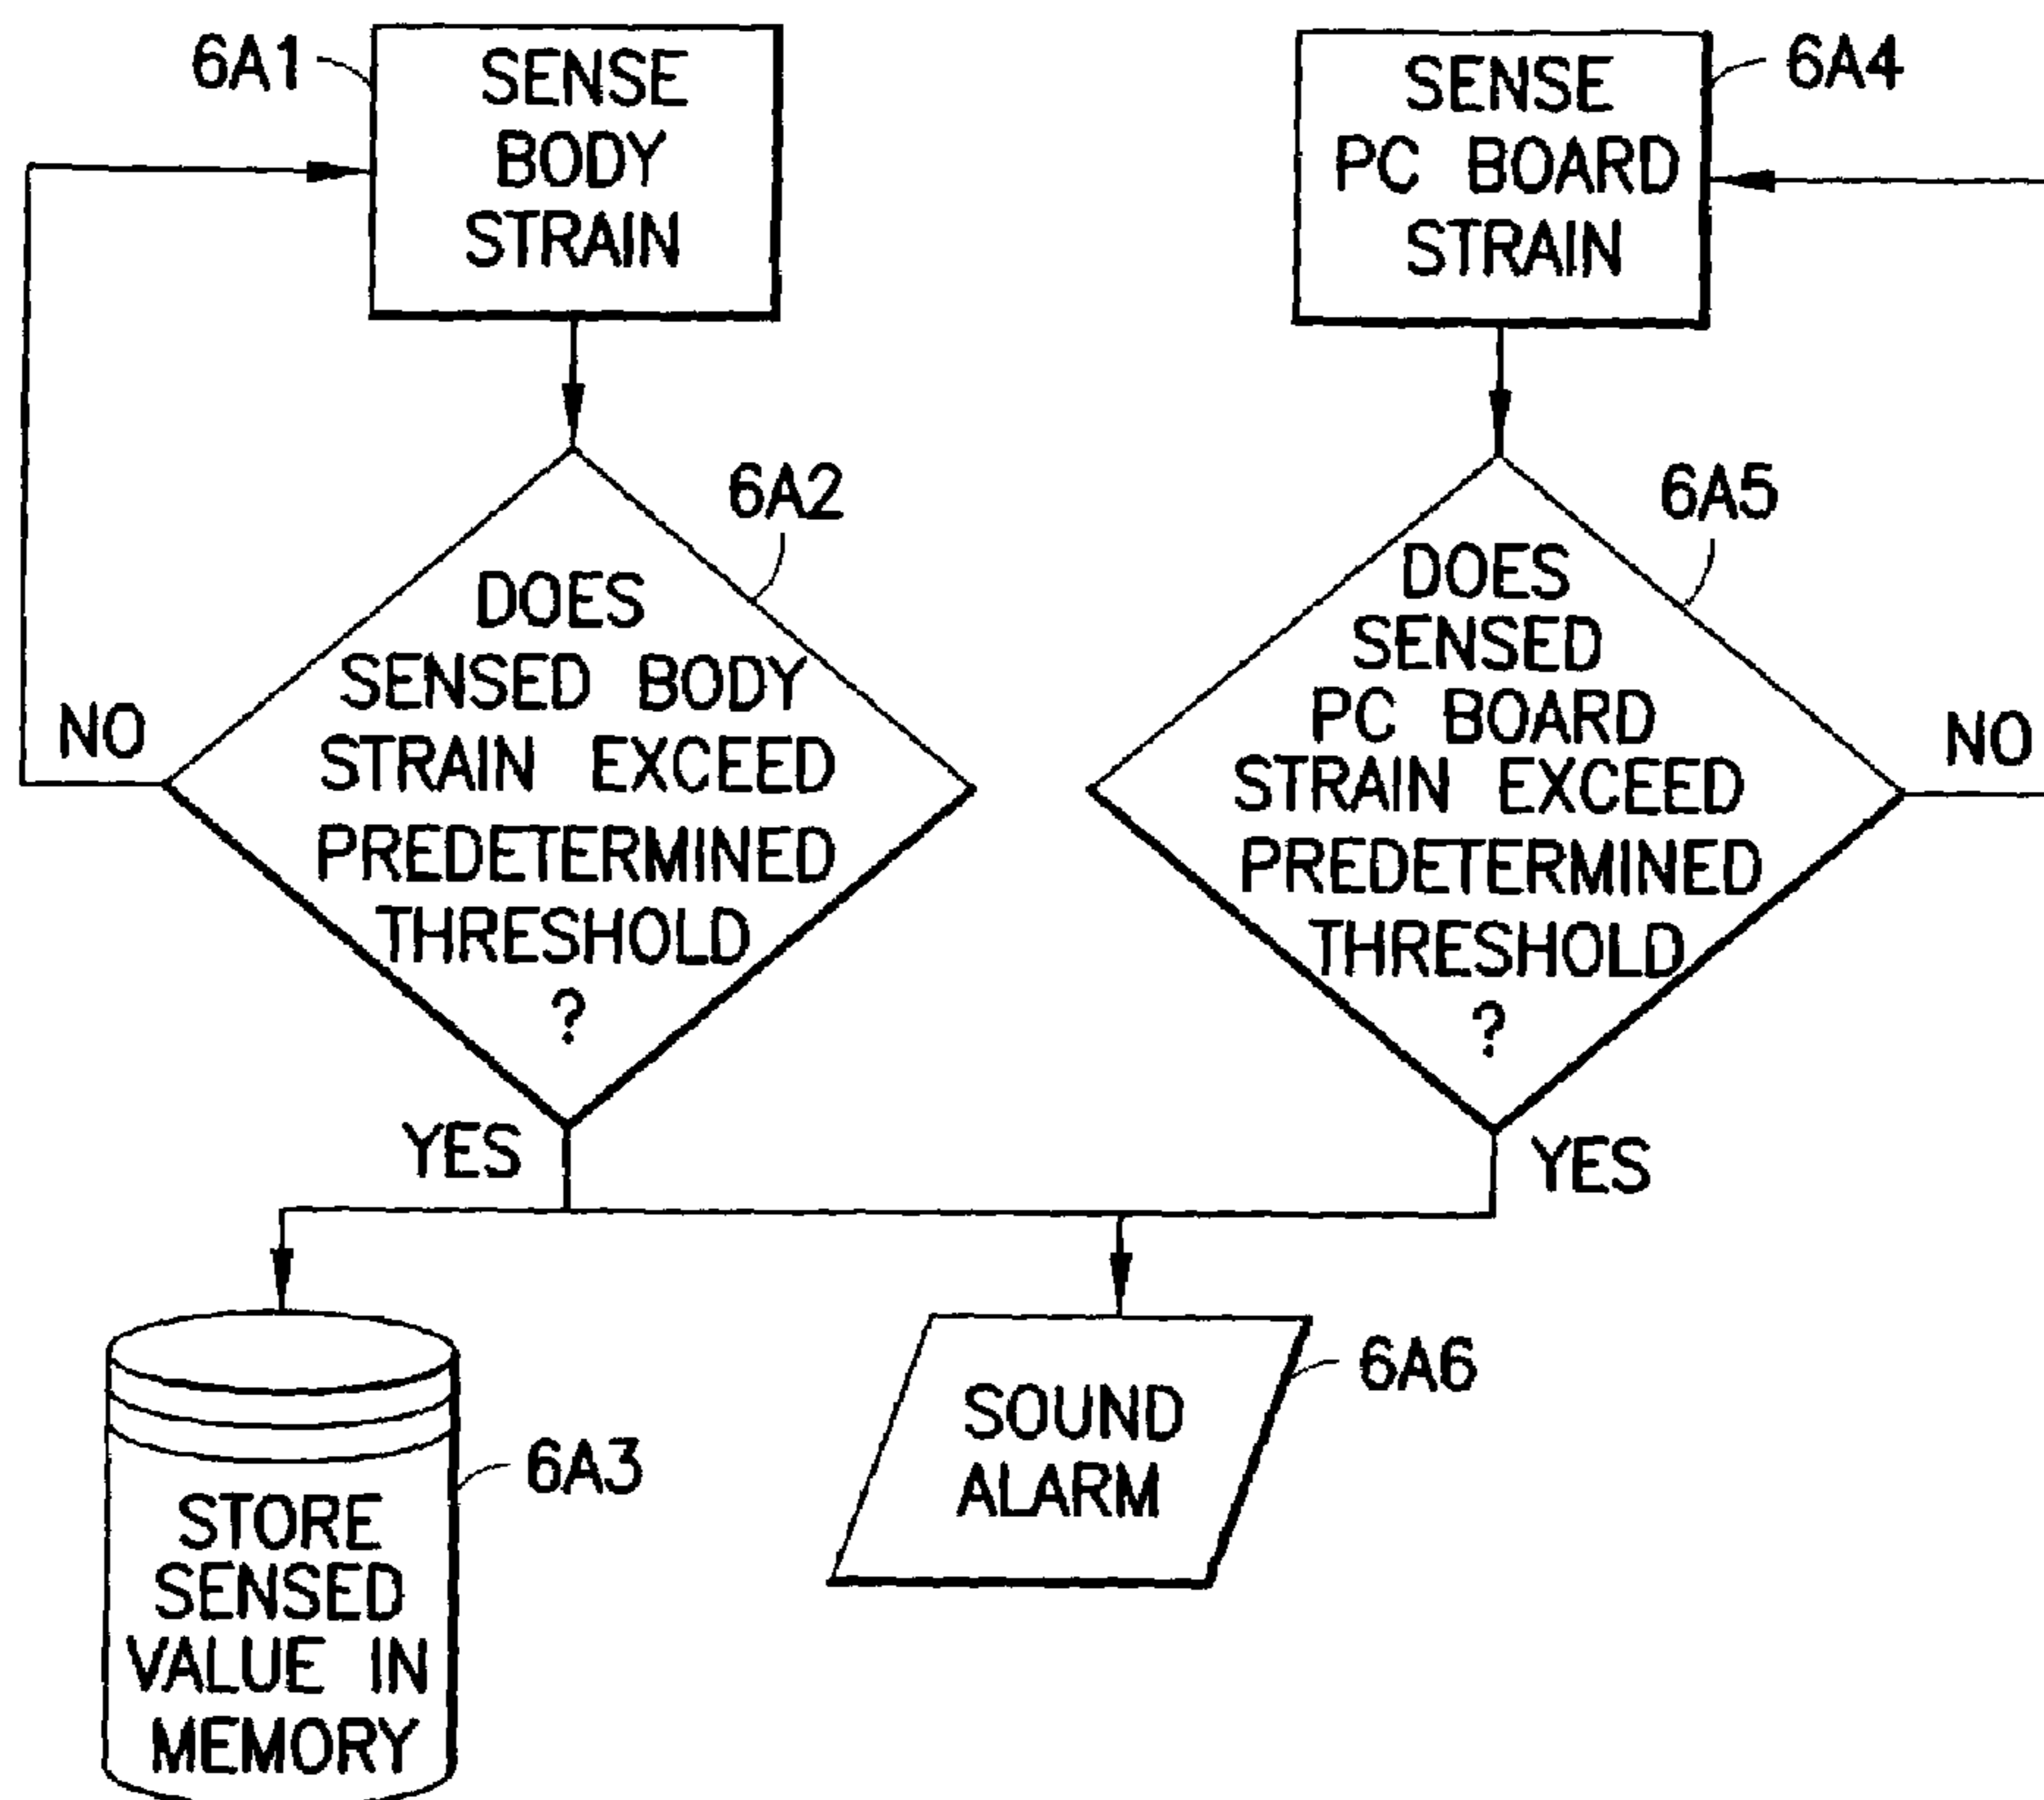 6A1
SENSE
BODY
STRAIN
6A4
SENSE
PC BOARD
STRAIN
6A2
DOES
SENSED BODY
STRAIN EXCEED
PREDETERMINED
THRESHOLD
?
NO
YES
6A5
DOES
SENSED
PC BOARD
STRAIN EXCEED
PREDETERMINED
THRESHOLD
?
NO
YES
6A3
STORE
SENSED
VALUE IN
MEMORY
6A6
SOUND
ALARM